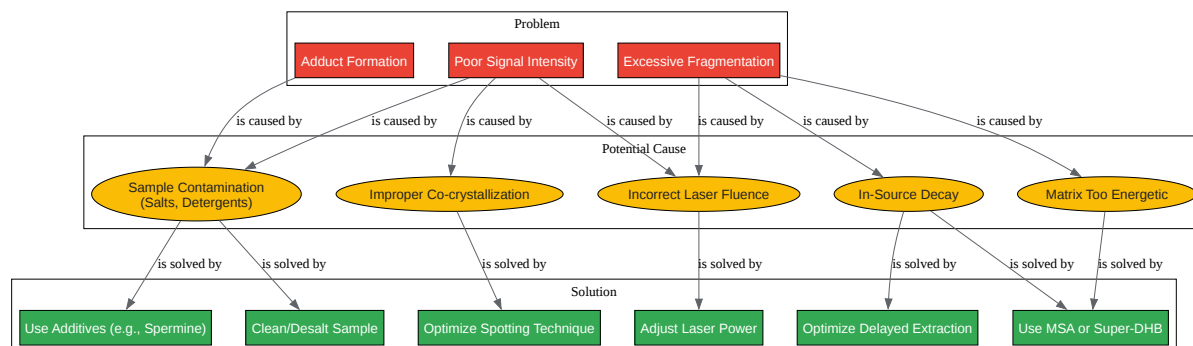 Problem
Adduct Formation
Poor Signal Intensity
Excessive Fragmentation
is caused by
is caused by
is caused by
is caused by
is caused by
is caused by
is caused by
Potential Cause
Sample Contamination
(Salts, Detergents)
Improper Co-crystallization
Incorrect Laser Fluence
In-Source Decay
Matrix Too Energetic
is solved by
is solved by
is solved by
is solved by
is solved by
is solved by
is solved by
Solution
Use Additives (e.g., Spermine)
Clean/Desalt Sample
Optimize Spotting Technique
Adjust Laser Power
Optimize Delayed Extraction
Use MSA or Super-DHB